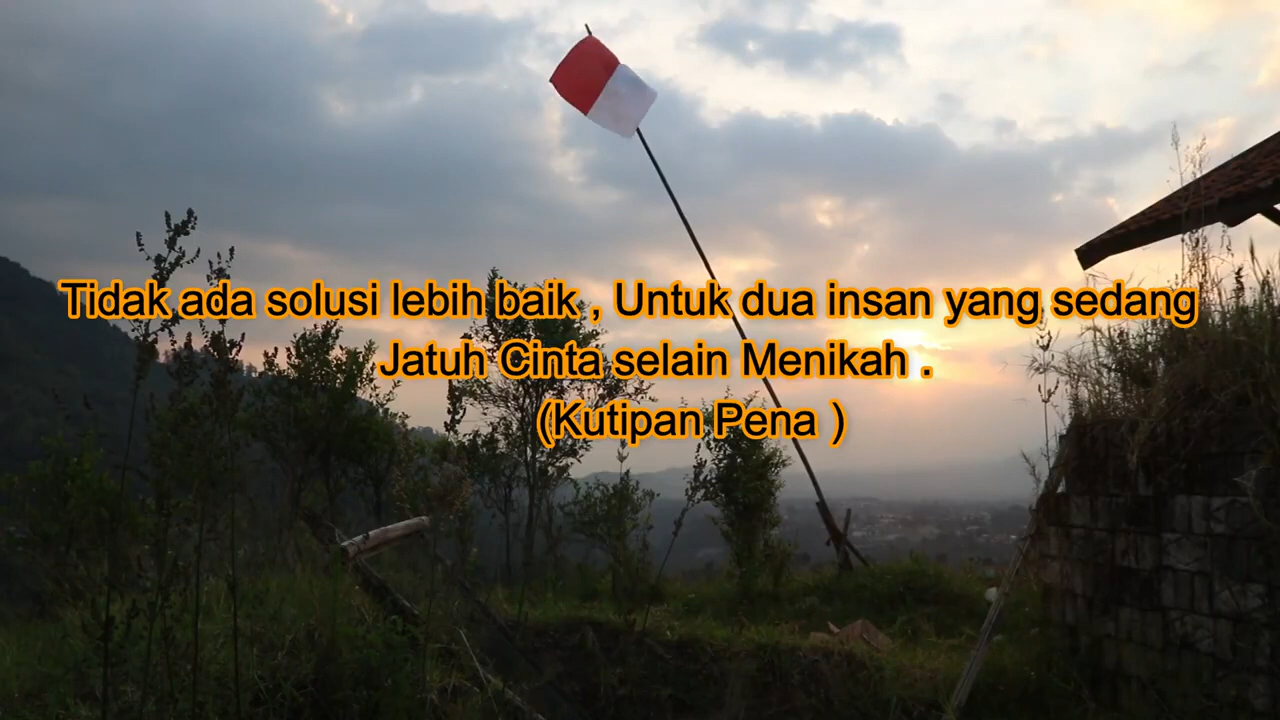 Tidak ada solusi lebih baik , Untuk dua insan yang sedang
Jatuh Cinta selain Menikah .
(Kutipan Pena )